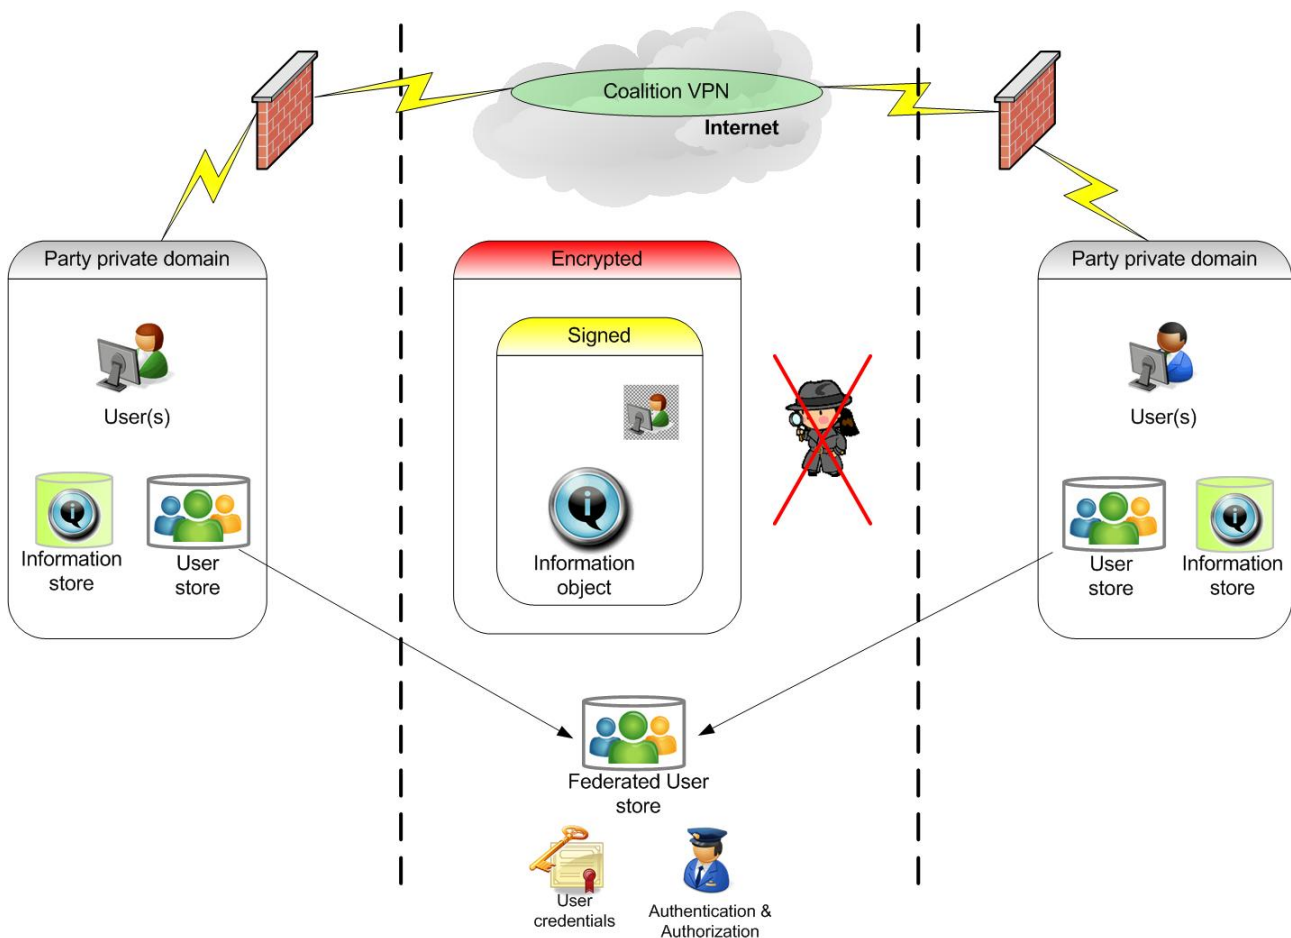 Coalition VPN
Internet
Party private domain
Encrypted
Party private domain
Signed
User(s)
User(s)
Information
store
User
store
Information
object
User
store
Information
store
Federated User
store
User
credentials
Authentication &
Authorization